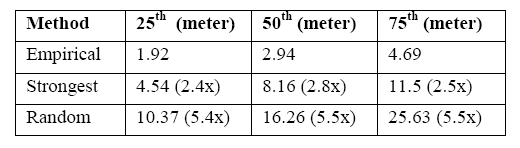 Method 25th (meter) 50th (meter) 75th (meter)
Empirical 1.92 2.94 4.69
Strongest 4.54 (2.4x) 8.16 (2.8x) 11.5 (2.5x)
Random 10.37 (5.4x) 16.26 (5.5x) 25.63 (5.5x)